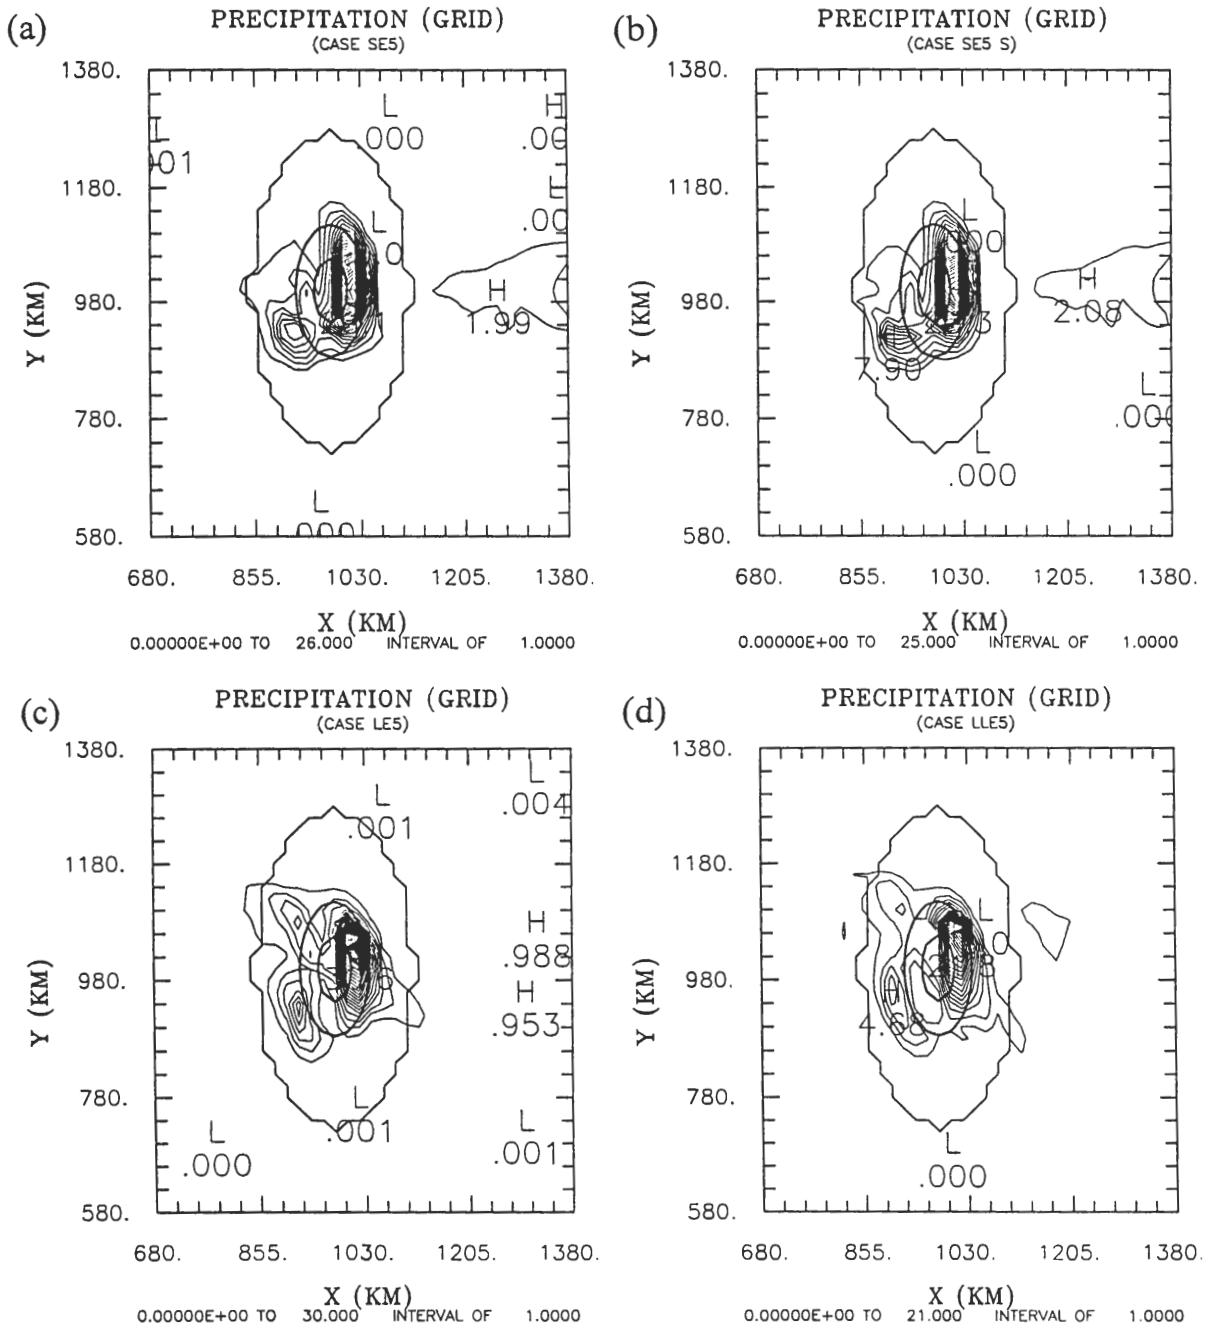 (a)
PRECIPITATION (GRID)
(CASE SE5)
1380.
1180.
980.
780.
580.
Y (KM)
L
.000
H
L
H
1.99
L
680. 855. 1030. 1205. 1380.
X (KM)
0.00000E+00 TO 26.000 INTERVAL OF 1.0000
(b)
PRECIPITATION (GRID)
(CASE SE5 S)
1380.
1180.
980.
780.
580.
Y (KM)
L
H
2.08
7.90
L
.000
L
.000
680. 855. 1030. 1205. 1380.
X (KM)
0.00000E+00 TO 25.000 INTERVAL OF 1.0000
(c)
PRECIPITATION (GRID)
(CASE LE5)
1380.
1180.
980.
780.
580.
Y (KM)
L
.004
L
.001
H
.988
H
.953
L
.001
L
.001
L
.000
680. 855. 1030. 1205. 1380.
X (KM)
0.00000E+00 TO 30.000 INTERVAL OF 1.0000
(d)
PRECIPITATION (GRID)
(CASE LLE5)
1380.
1180.
980.
780.
580.
Y (KM)
L
H
4.68
L
.000
680. 855. 1030. 1205. 1380.
X (KM)
0.00000E+00 TO 21.000 INTERVAL OF 1.0000